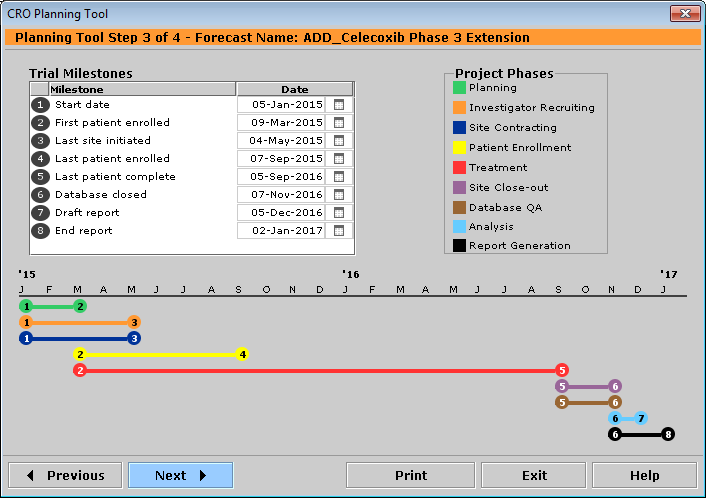 CRO Planning Tool
Planning Tool Step 3 of 4 - Forecast Name: ADD_Celecoxib Phase 3 Extension
Trial Milestones
Milestone Date
1 Start date 05-Jan-2015
2 First patient enrolled 09-Mar-2015
3 Last site initiated 04-May-2015
4 Last patient enrolled 07-Sep-2015
5 Last patient complete 05-Sep-2016
6 Database closed 07-Nov-2016
7 Draft report 05-Dec-2016
8 End report 02-Jan-2017
Project Phases
Planning
Investigator Recruiting
Site Contracting
Patient Enrollment
Treatment
Site Close-out
Database QA
Analysis
Report Generation
'15 '16 '17
J F M A M J J A S O N D J F M A M J J A S O N D J
1 2
1 3
1 3
2 4
2 5
5 6
5 6
6 7
6 8
Previous Next Print Exit Help